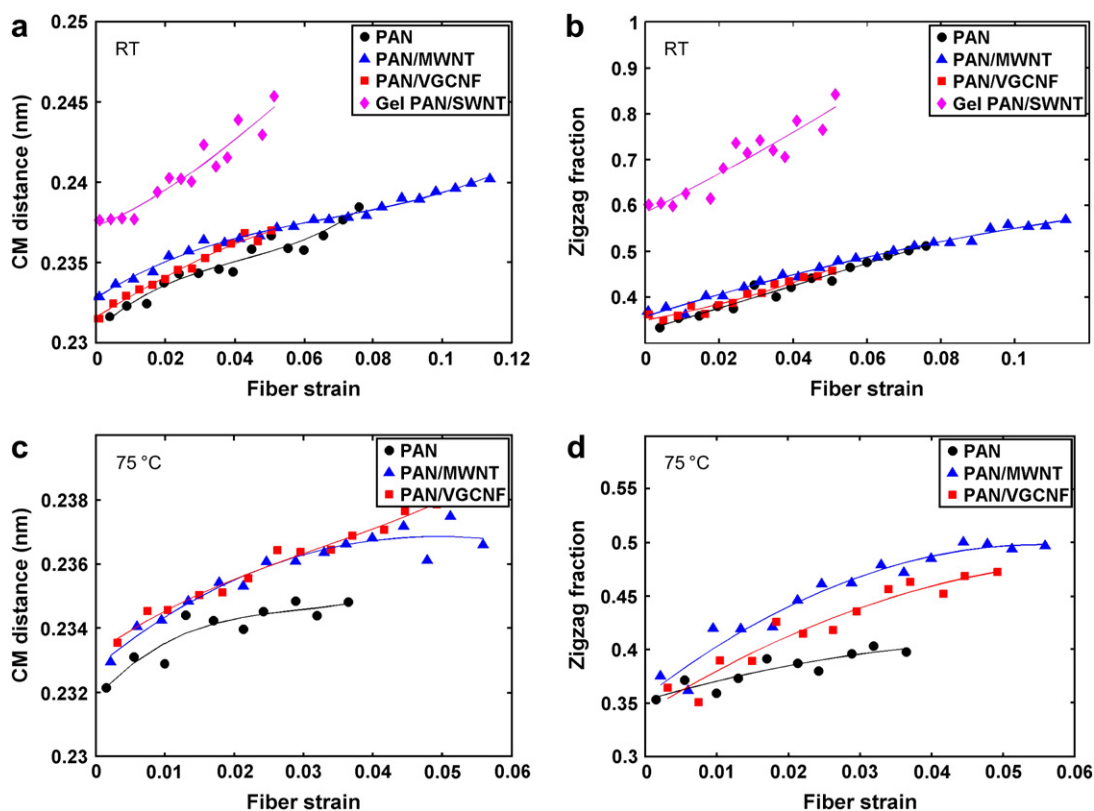 a
RT
PAN
PAN/MWNT
PAN/VGCNF
Gel PAN/SWNT
0.25
0.245
0.24
0.235
0.23
CM distance (nm)
0 0.02 0.04 0.06 0.08 0.10 0.12
Fiber strain
b
RT
PAN
PAN/MWNT
PAN/VGCNF
Gel PAN/SWNT
1
0.9
0.8
0.7
0.6
0.5
0.4
0.3
Zigzag fraction
0 0.02 0.04 0.06 0.08 0.1
Fiber strain
c
75 °C
PAN
PAN/MWNT
PAN/VGCNF
0.24
0.238
0.236
0.234
0.232
0.23
CM distance (nm)
0 0.01 0.02 0.03 0.04 0.05 0.06
Fiber strain
d
75 °C
PAN
PAN/MWNT
PAN/VGCNF
0.55
0.5
0.45
0.4
0.35
0.3
Zigzag fraction
0 0.01 0.02 0.03 0.04 0.05 0.06
Fiber strain